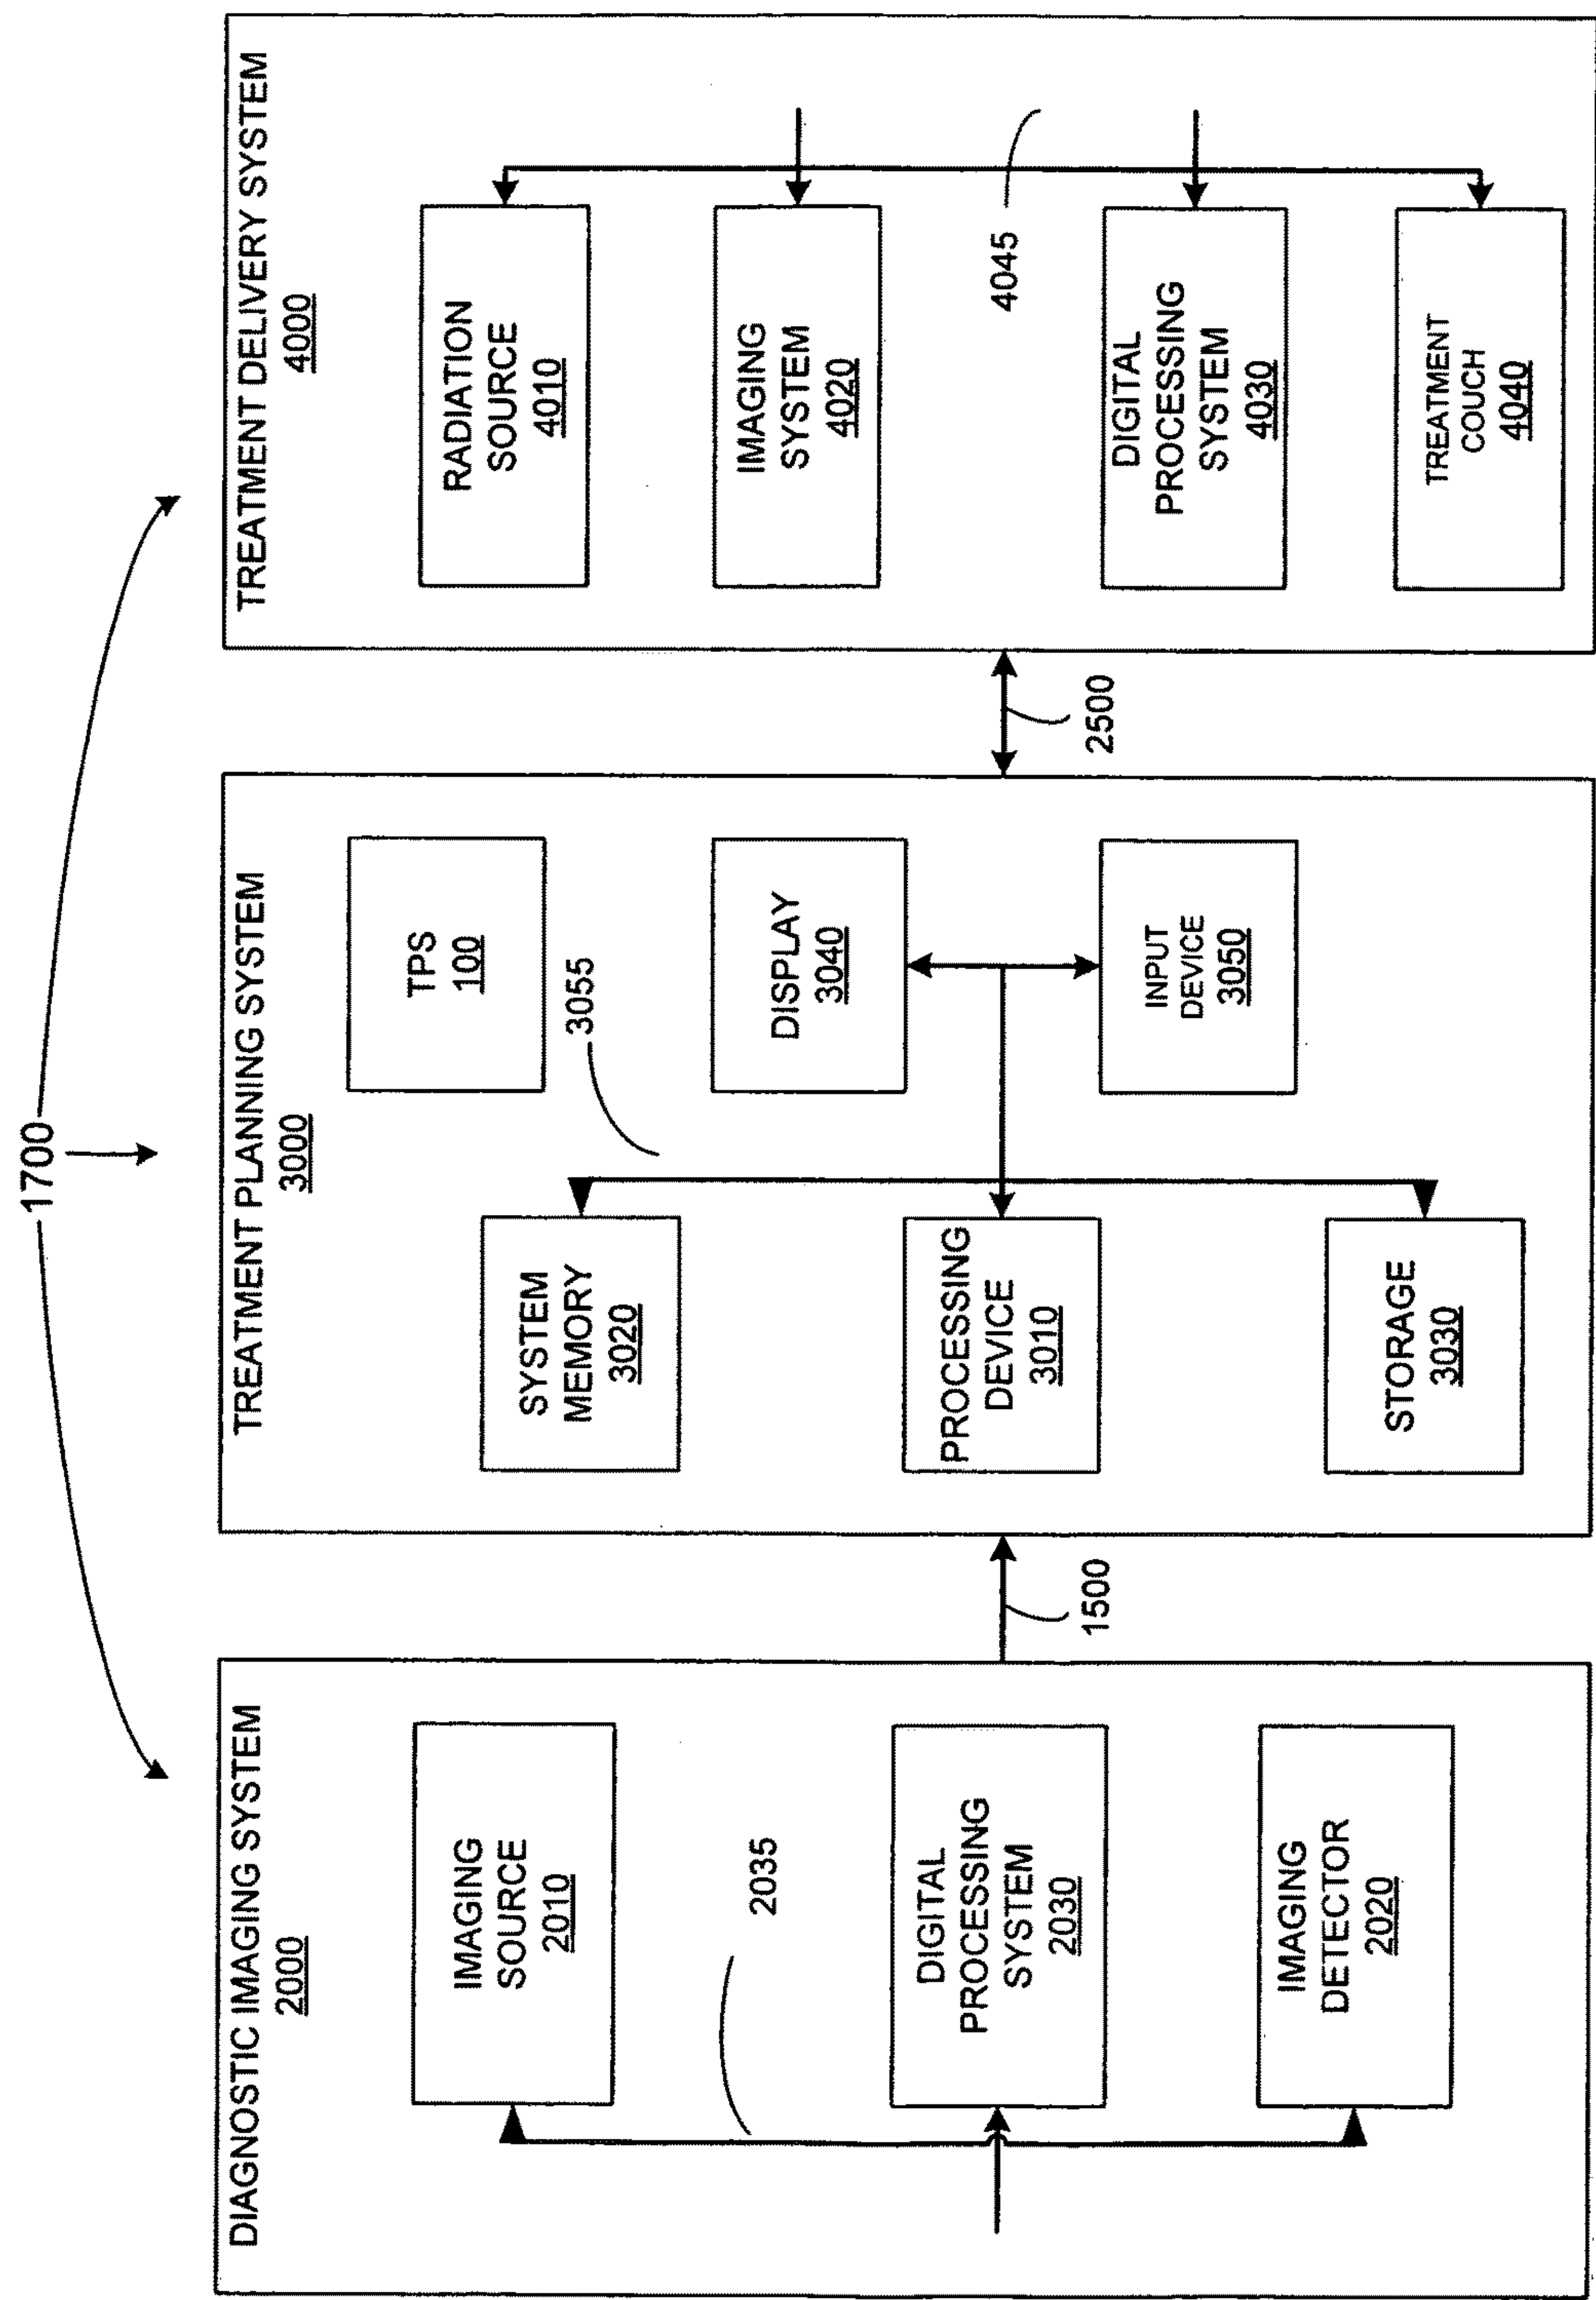 1700
DIAGNOSTIC IMAGING SYSTEM
2000
IMAGING
SOURCE
2010
2035
DIGITAL
PROCESSING
SYSTEM
2030
IMAGING
DETECTOR
2020
1500
TREATMENT PLANNING SYSTEM
3000
TPS
100
3055
SYSTEM
MEMORY
3020
DISPLAY
3040
PROCESSING
DEVICE
3010
INPUT
DEVICE
3050
STORAGE
3030
2500
TREATMENT DELIVERY SYSTEM
4000
RADIATION
SOURCE
4010
IMAGING
SYSTEM
4020
4045
DIGITAL
PROCESSING
SYSTEM
4030
TREATMENT
COUCH
4040